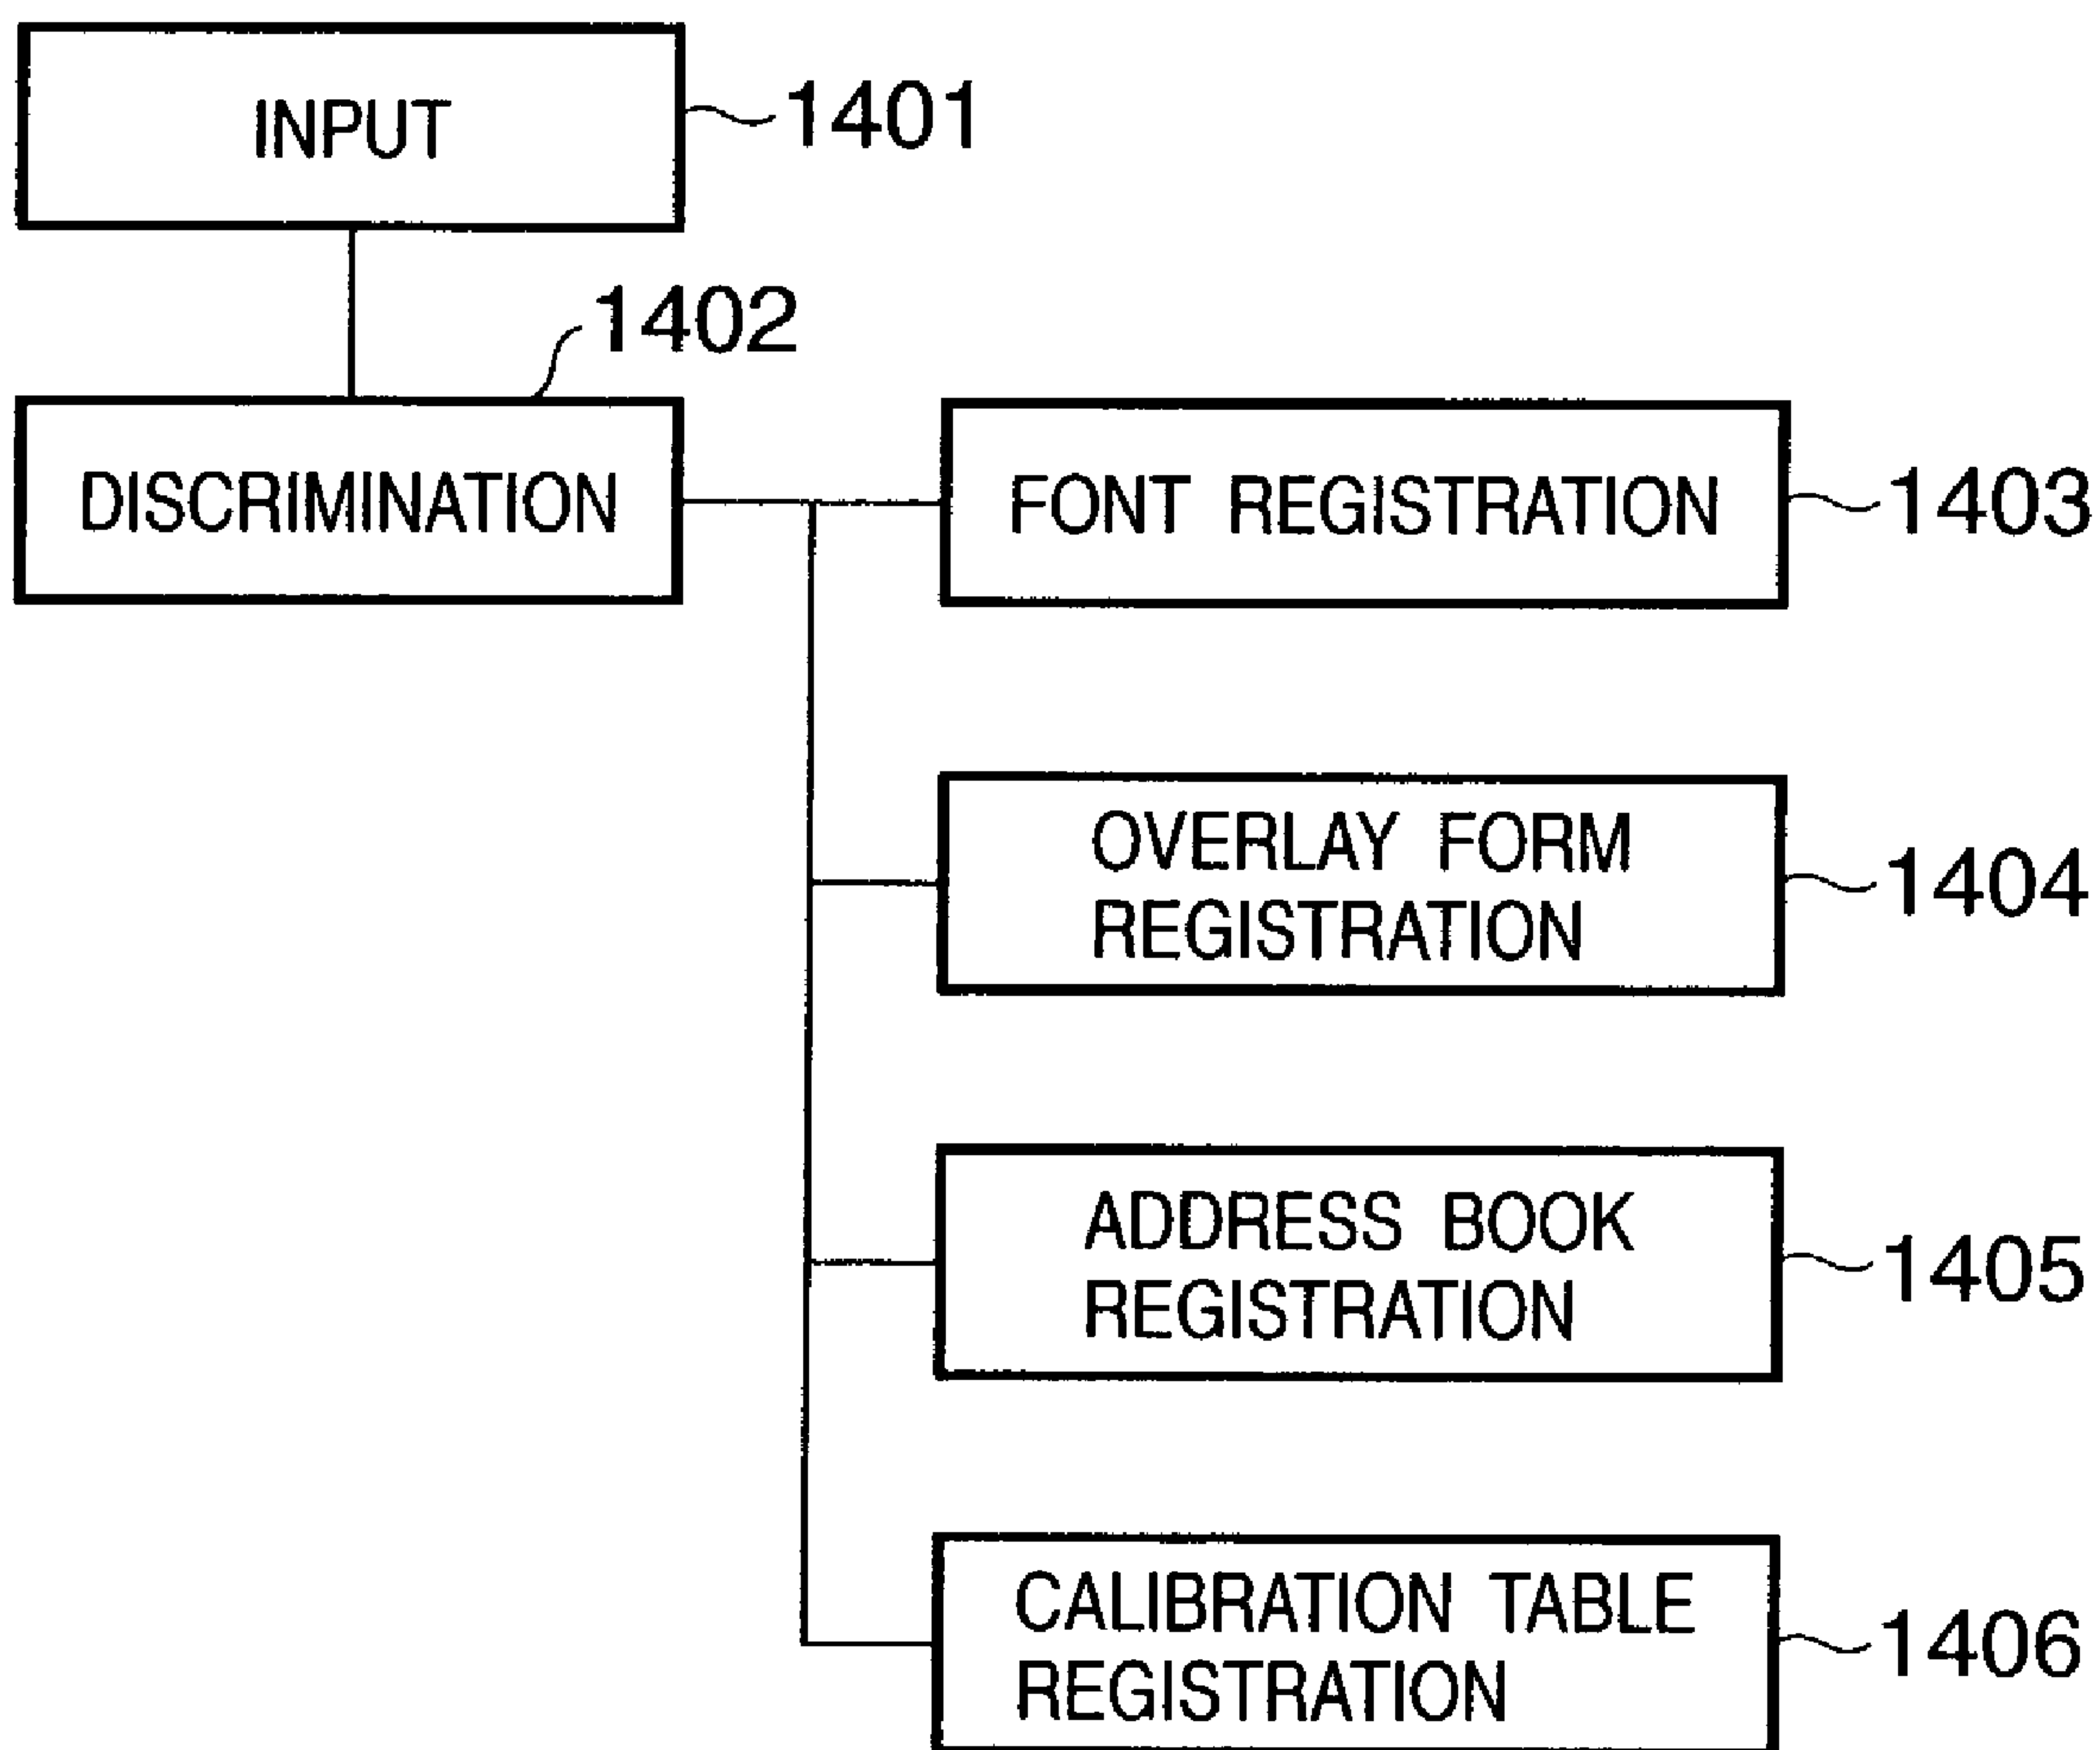 INPUT
1401
1402
DISCRIMINATION
FONT REGISTRATION
1403
OVERLAY FORM
REGISTRATION
1404
ADDRESS BOOK
REGISTRATION
1405
CALIBRATION TABLE
REGISTRATION
1406